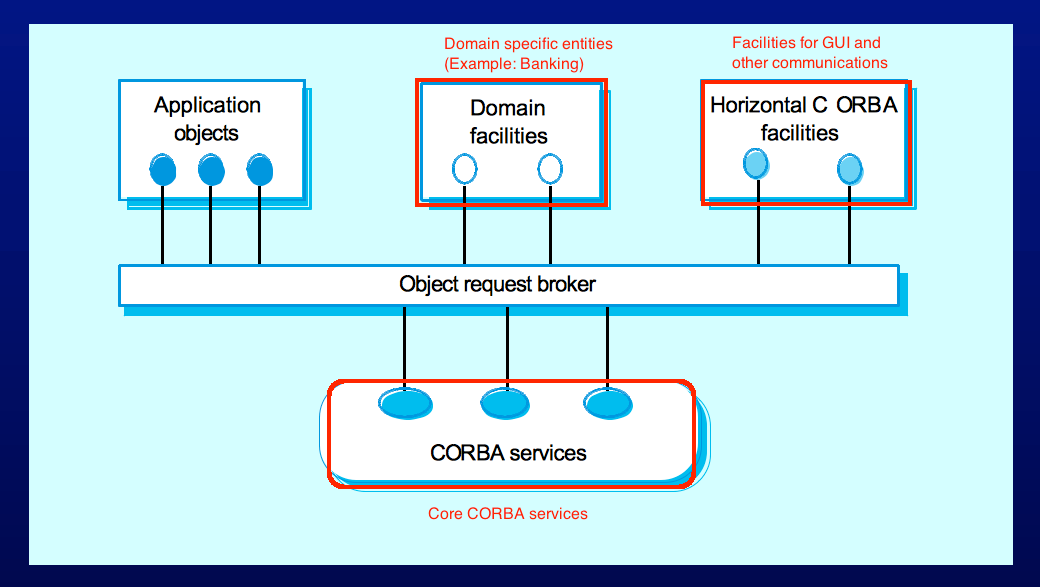 Domain specific entities
(Example: Banking)
Facilities for GUI and
other communications
Application
objects
Domain
facilities
Horizontal C ORBA
facilities
Object request broker
CORBA services
Core CORBA services